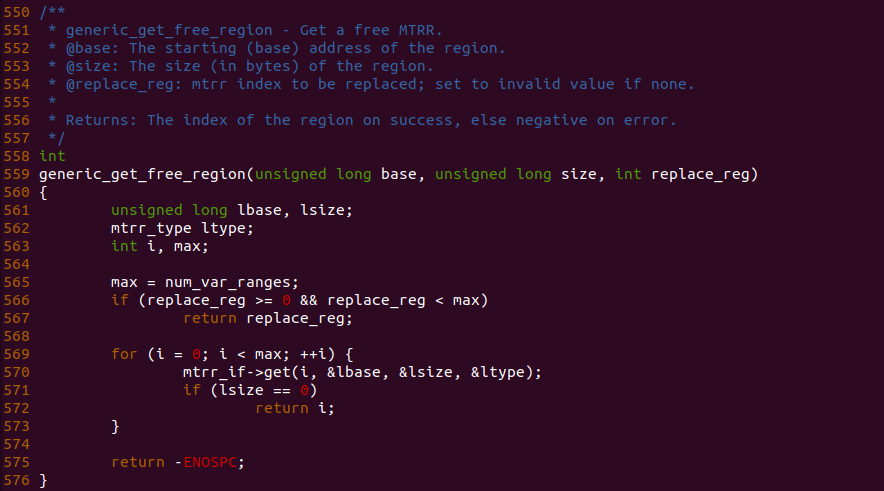 550 /**
551  * generic_get_free_region - Get a free MTRR.
552  * @base: The starting (base) address of the region.
553  * @size: The size (in bytes) of the region.
554  * @replace_reg: mtrr index to be replaced; set to invalid value if none.
555  *
556  * Returns: The index of the region on success, else negative on error.
557  */
558 int
559 generic_get_free_region(unsigned long base, unsigned long size, int replace_reg)
560 {
561         unsigned long lbase, lsize;
562         mtrr_type ltype;
563         int i, max;
564
565         max = num_var_ranges;
566         if (replace_reg >= 0 && replace_reg < max)
567                 return replace_reg;
568
569         for (i = 0; i < max; ++i) {
570                 mtrr_if->get(i, &lbase, &lsize, &ltype);
571                 if (lsize == 0)
572                         return i;
573         }
574
575         return -ENOSPC;
576 }